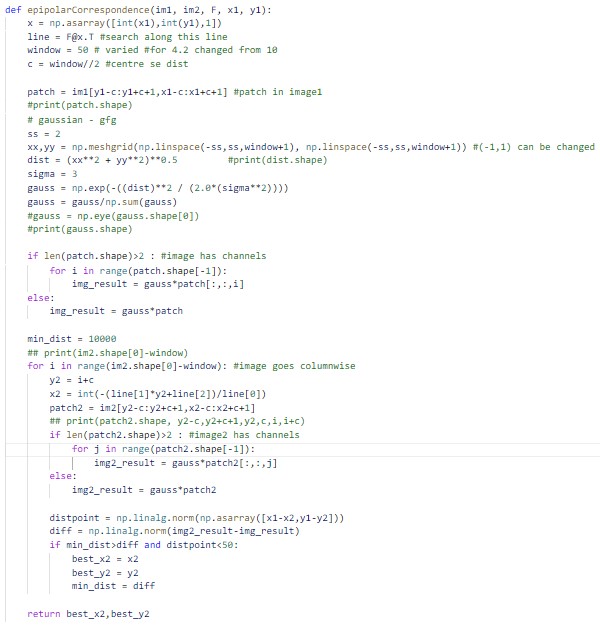 def epipolarCorrespondence(im1, im2, F, x1, y1):
    x = np.asarray([int(x1),int(y1),1])
    line = F@x.T #search along this line
    window = 50 # varied #for 4.2 changed from 10
    c = window//2 #centre se dist

    patch = im1[y1-c:y1+c+1,x1-c:x1+c+1] #patch in image1
    #print(patch.shape)
    # gaussian - gfg
    ss = 2
    xx,yy = np.meshgrid(np.linspace(-ss,ss,window+1), np.linspace(-ss,ss,window+1)) #(-1,1) can be changed
    dist = (xx**2 + yy**2)**0.5        #print(dist.shape)
    sigma = 3
    gauss = np.exp(-((dist)**2 / (2.0*(sigma**2))))
    gauss = gauss/np.sum(gauss)
    #gauss = np.eye(gauss.shape[0])
    #print(gauss.shape)

    if len(patch.shape)>2 : #image has channels
        for i in range(patch.shape[-1]):
            img_result = gauss*patch[:,:,i]
    else:
        img_result = gauss*patch

    min_dist = 10000
    ## print(im2.shape[0]-window)
    for i in range(im2.shape[0]-window): #image goes columnwise
        y2 = i+c
        x2 = int(-(line[1]*y2+line[2])/line[0])
        patch2 = im2[y2-c:y2+c+1,x2-c:x2+c+1]
        ## print(patch2.shape, y2-c,y2+c+1,y2,c,i,i+c)
        if len(patch2.shape)>2 : #image2 has channels
            for j in range(patch2.shape[-1]):
                img2_result = gauss*patch2[:,:,j]
        else:
            img2_result = gauss*patch2

        distpoint = np.linalg.norm(np.asarray([x1-x2,y1-y2]))
        diff = np.linalg.norm(img2_result-img_result)
        if min_dist>diff and distpoint<50:
            best_x2 = x2
            best_y2 = y2
            min_dist = diff

    return best_x2,best_y2